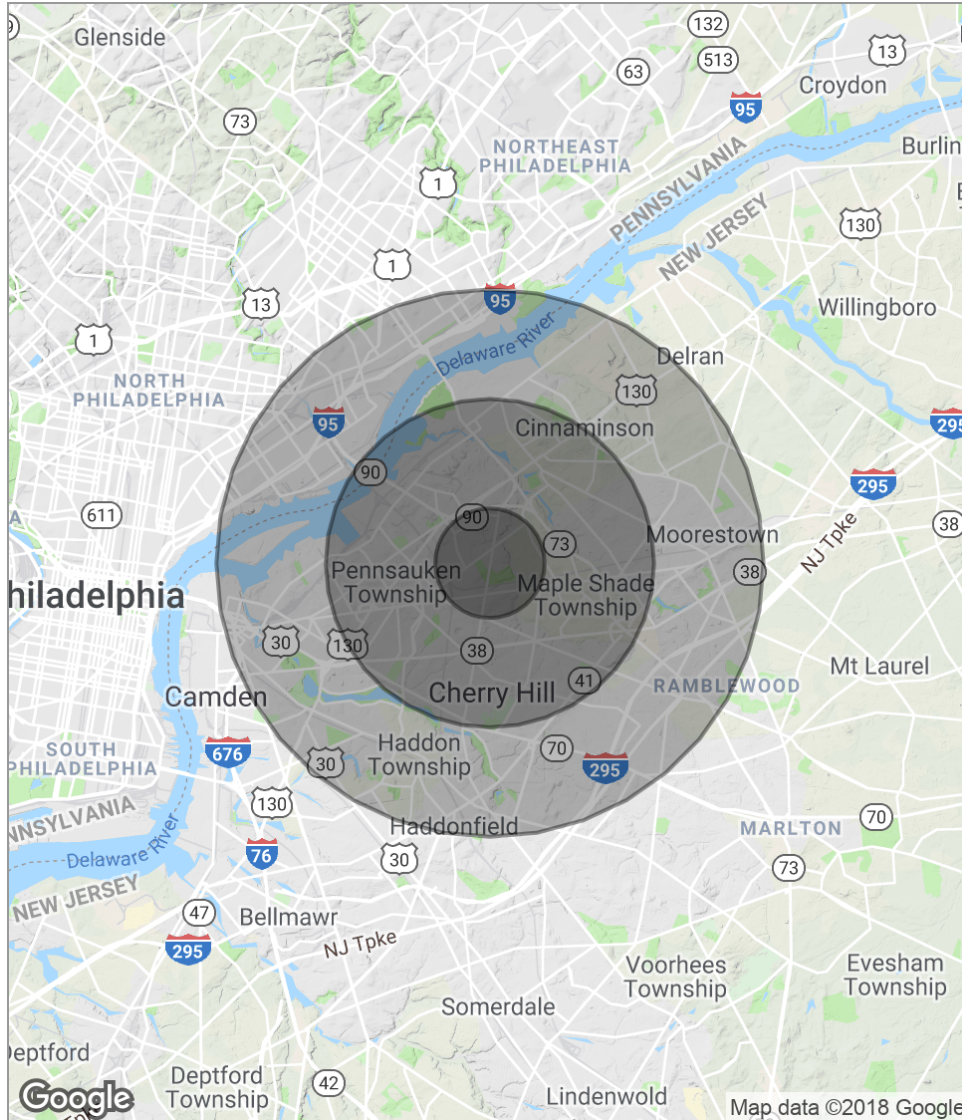 132
Glenside
13
513
63
Croydon
95
73
NORTHEAST
PHILADELPHIA
PENNSYLVANIA
1
NEW JERSEY
130
1
13
95
Willingboro
1
Delaware River
Delran
NORTH
PHILADELPHIA
130
95
Cinnaminson
295
90
295
611
90
38
73
Moorestown
NJ Tpke
Pennsauken
Township
38
Maple Shade
Township
hiladelphia
30
130
38
Mt Laurel
41
RAMBLEWOOD
Camden
Cherry Hill
SOUTH
PHILADELPHIA
676
Haddon
Township
70
30
295
130
NNSYLVANIA
70
Haddonfield
MARLTON
Delaware River
76
30
73
NEW JERSEY
47
Bellmawr
NJ Tpke
295
Voorhees
Township
Evesham
Township
Somerdale
Deptford
Deptford
Township
42
Lindenwold
Google
Map data ©2018 Google